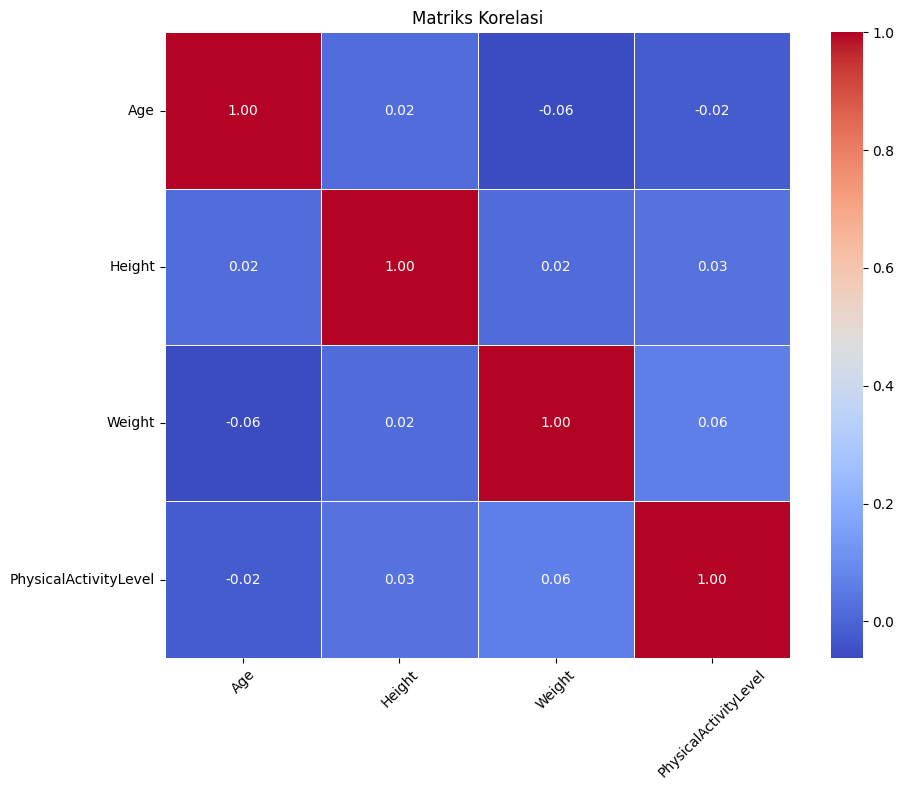 Matriks Korelasi
Age 1.00 0.02 -0.06 -0.02
Height 0.02 1.00 0.02 0.03
Weight -0.06 0.02 1.00 0.06
PhysicalActivityLevel -0.02 0.03 0.06 1.00
Age Height Weight PhysicalActivityLevel
1.0
0.8
0.6
0.4
0.2
0.0